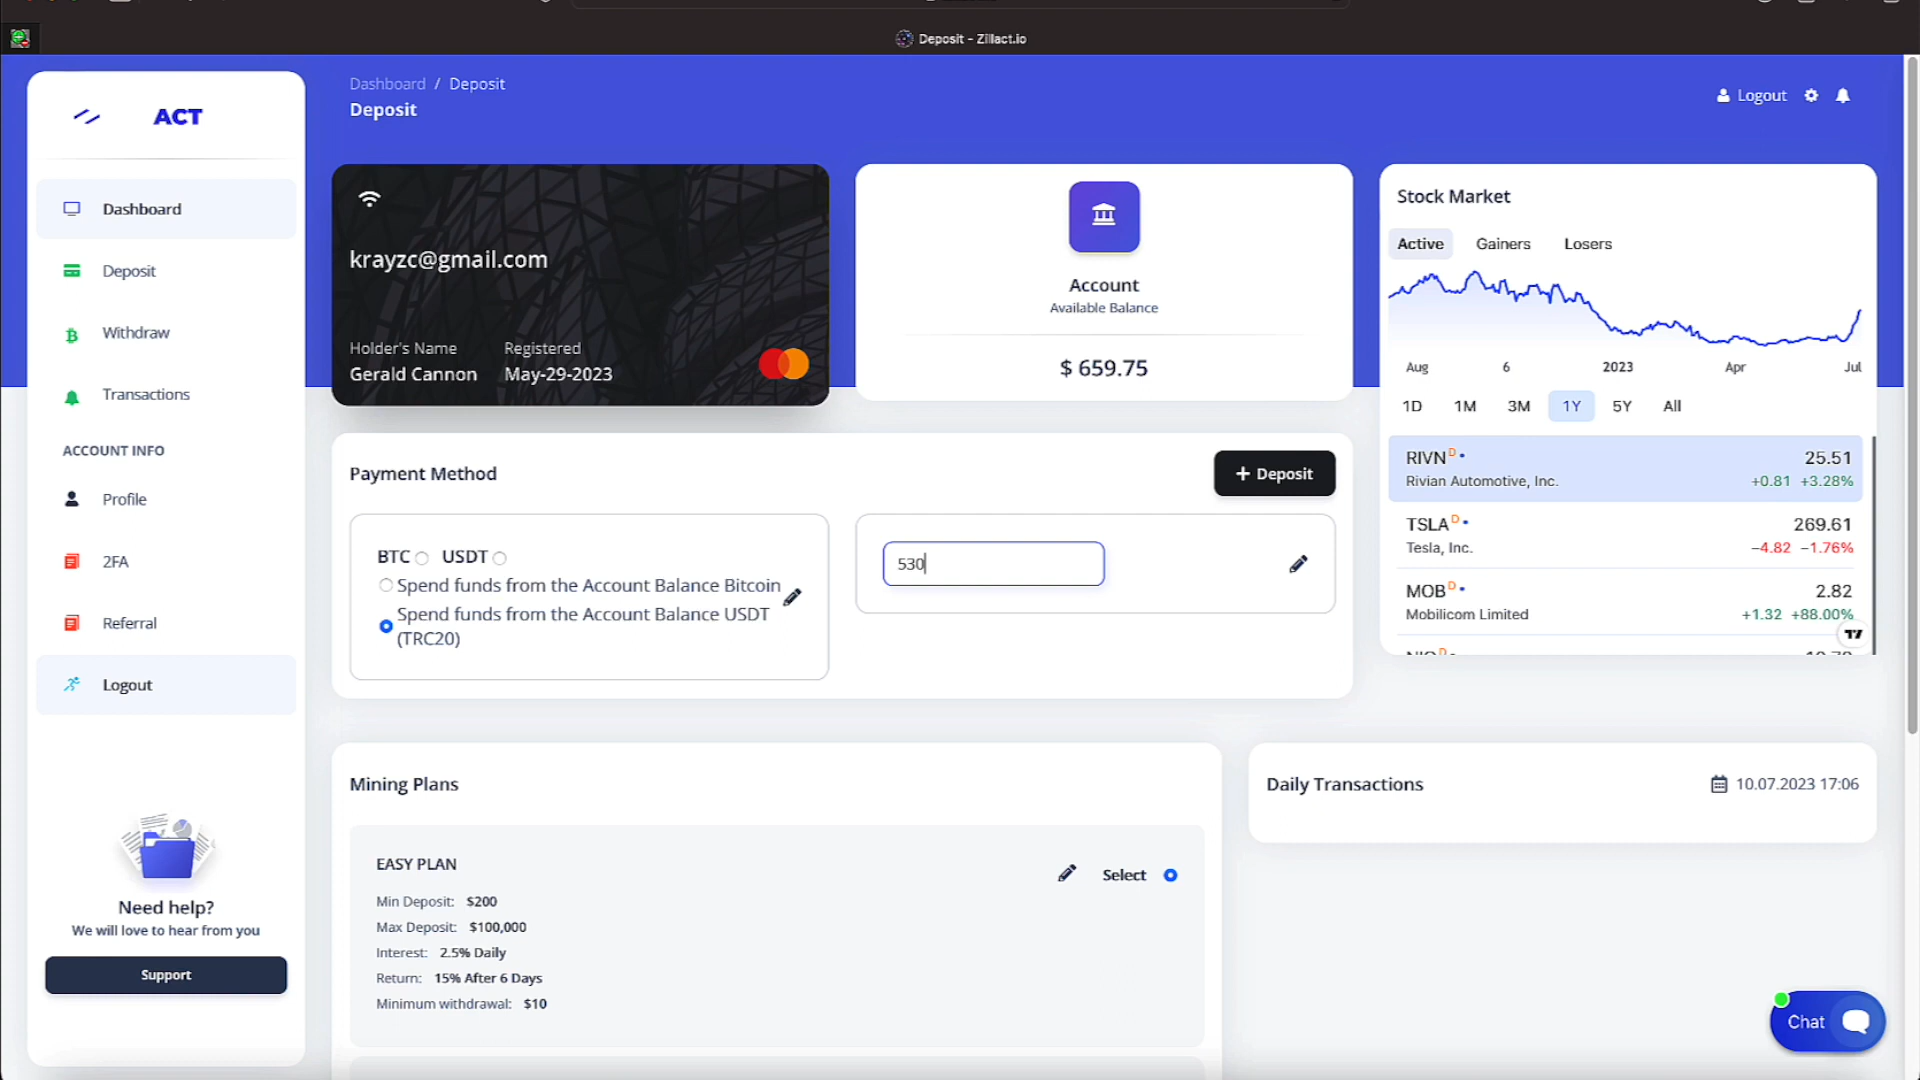 Deposit – Zillact.io
ACT
Dashboard
Deposit
Withdraw
Transactions
ACCOUNT INFO
Profile
2FA
Referral
Logout
Need help?
We will love to hear from you
Support
Dashboard / Deposit
Deposit
Logout
krayzc@gmail.com
Holder's Name
Gerald Cannon
Registered
May-29-2023
Account
Available Balance
$ 659.75
Payment Method
+ Deposit
BTC USDT
Spend funds from the Account Balance Bitcoin
Spend funds from the Account Balance USDT
(TRC20)
530
Stock Market
Active Gainers Losers
Aug 6 2023 Apr Jul
1D 1M 3M 1Y 5Y All
RIVN D 25.51
Rivian Automotive, Inc. +0.81 +3.28%
TSLA D 269.61
Tesla, Inc. −4.82 −1.76%
MOB D 2.82
Mobilicom Limited +1.32 +88.00%
Mining Plans
EASY PLAN
Select
Min Deposit: $200
Max Deposit: $100,000
Interest: 2.5% Daily
Return: 15% After 6 Days
Minimum withdrawal: $10
Daily Transactions
10.07.2023 17:06
Chat